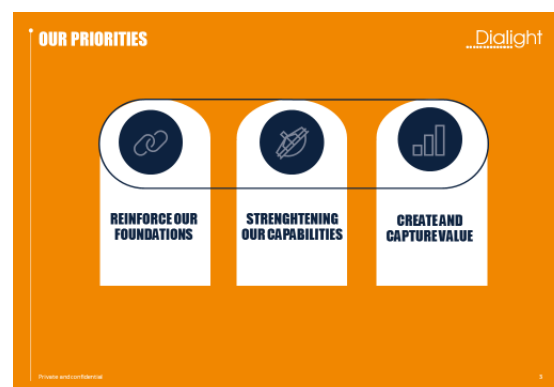 OUR PRIORITIES
Dialight
REINFORCE OUR
FOUNDATIONS
STRENGHTENING
OUR CAPABILITIES
CREATE AND
CAPTURE VALUE
Private and confidential
3